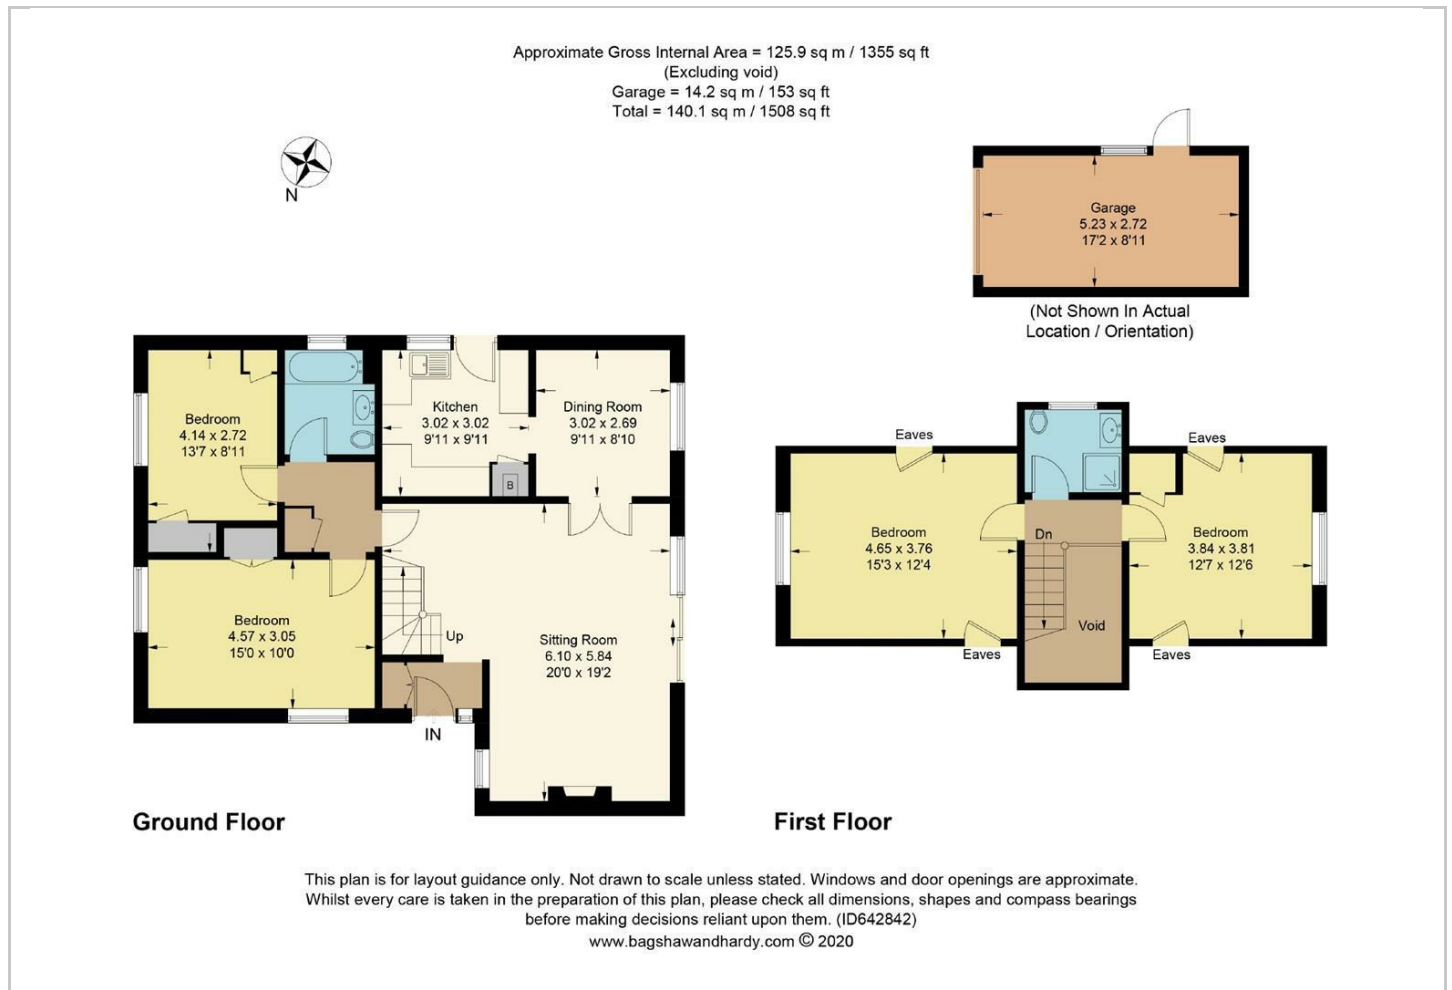 Approximate Gross Internal Area = 125.9 sq m / 1355 sq ft
(Excluding void)
Garage = 14.2 sq m / 153 sq ft
Total = 140.1 sq m / 1508 sq ft
N
Garage
5.23 x 2.72
17'2 x 8'11
(Not Shown In Actual
Location / Orientation)
Bedroom
4.14 x 2.72
13'7 x 8'11
Kitchen
3.02 x 3.02
9'11 x 9'11
B
Dining Room
3.02 x 2.69
9'11 x 8'10
Bedroom
4.57 x 3.05
15'0 x 10'0
Up
Sitting Room
6.10 x 5.84
20'0 x 19'2
IN
Ground Floor
Eaves
Eaves
Bedroom
4.65 x 3.76
15'3 x 12'4
Dn
Bedroom
3.84 x 3.81
12'7 x 12'6
Void
Eaves
Eaves
First Floor
This plan is for layout guidance only. Not drawn to scale unless stated. Windows and door openings are approximate.
Whilst every care is taken in the preparation of this plan, please check all dimensions, shapes and compass bearings
before making decisions reliant upon them. (ID642842)
www.bagshawandhardy.com © 2020